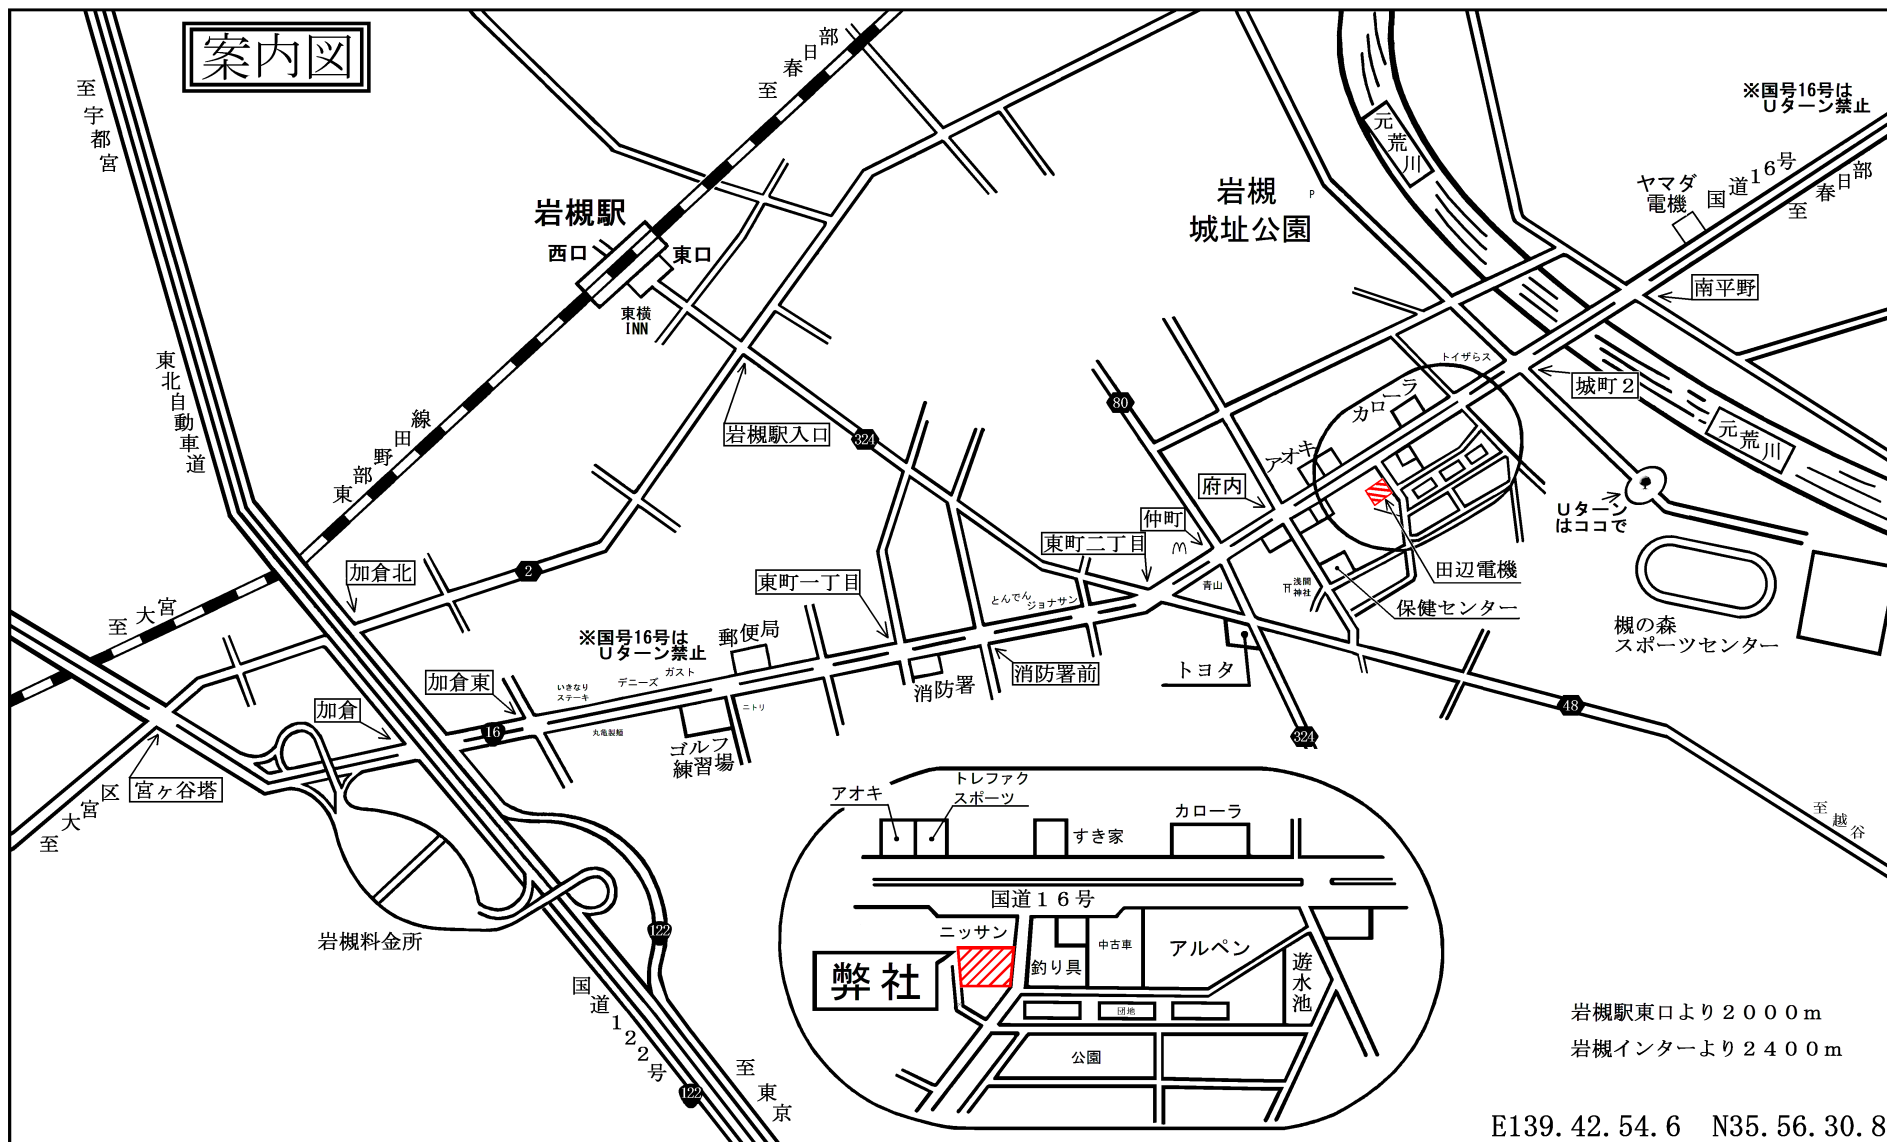 案内図
至宇都宮
至春日部
※国号16号は
Uターン禁止
元荒川
岩槻
城址公園
P
ヤマダ
電機
国道16号
至春日部
岩槻駅
西口
東口
東横
INN
南平野
東北自動車道
東部野田線
岩槻駅入口
324
80
トイザらス
カローラ
アオキ
城町2
元荒川
府内
仲町
Uターン
はココで
東町二丁目
加倉北
2
東町一丁目
とんでん
ジョナサン
青山
浅間
神社
田辺電機
保健センター
槻の森
スポーツセンター
至大宮
※国号16号は
Uターン禁止
郵便局
加倉東
いきなり
ステーキ
デニーズ
ガスト
消防署
消防署前
トヨタ
加倉
16
丸亀製麺
ニトリ
ゴルフ
練習場
324
48
宮ヶ谷塔
至大宮区
至越谷
岩槻料金所
122
国道122号
122
至東京
アオキ
トレファク
スポーツ
すき家
カローラ
国道16号
ニッサン
弊社
釣り具
中古車
アルペン
遊水池
団地
公園
岩槻駅東口より2000m
岩槻インターより2400m
E139.42.54.6 N35.56.30.8